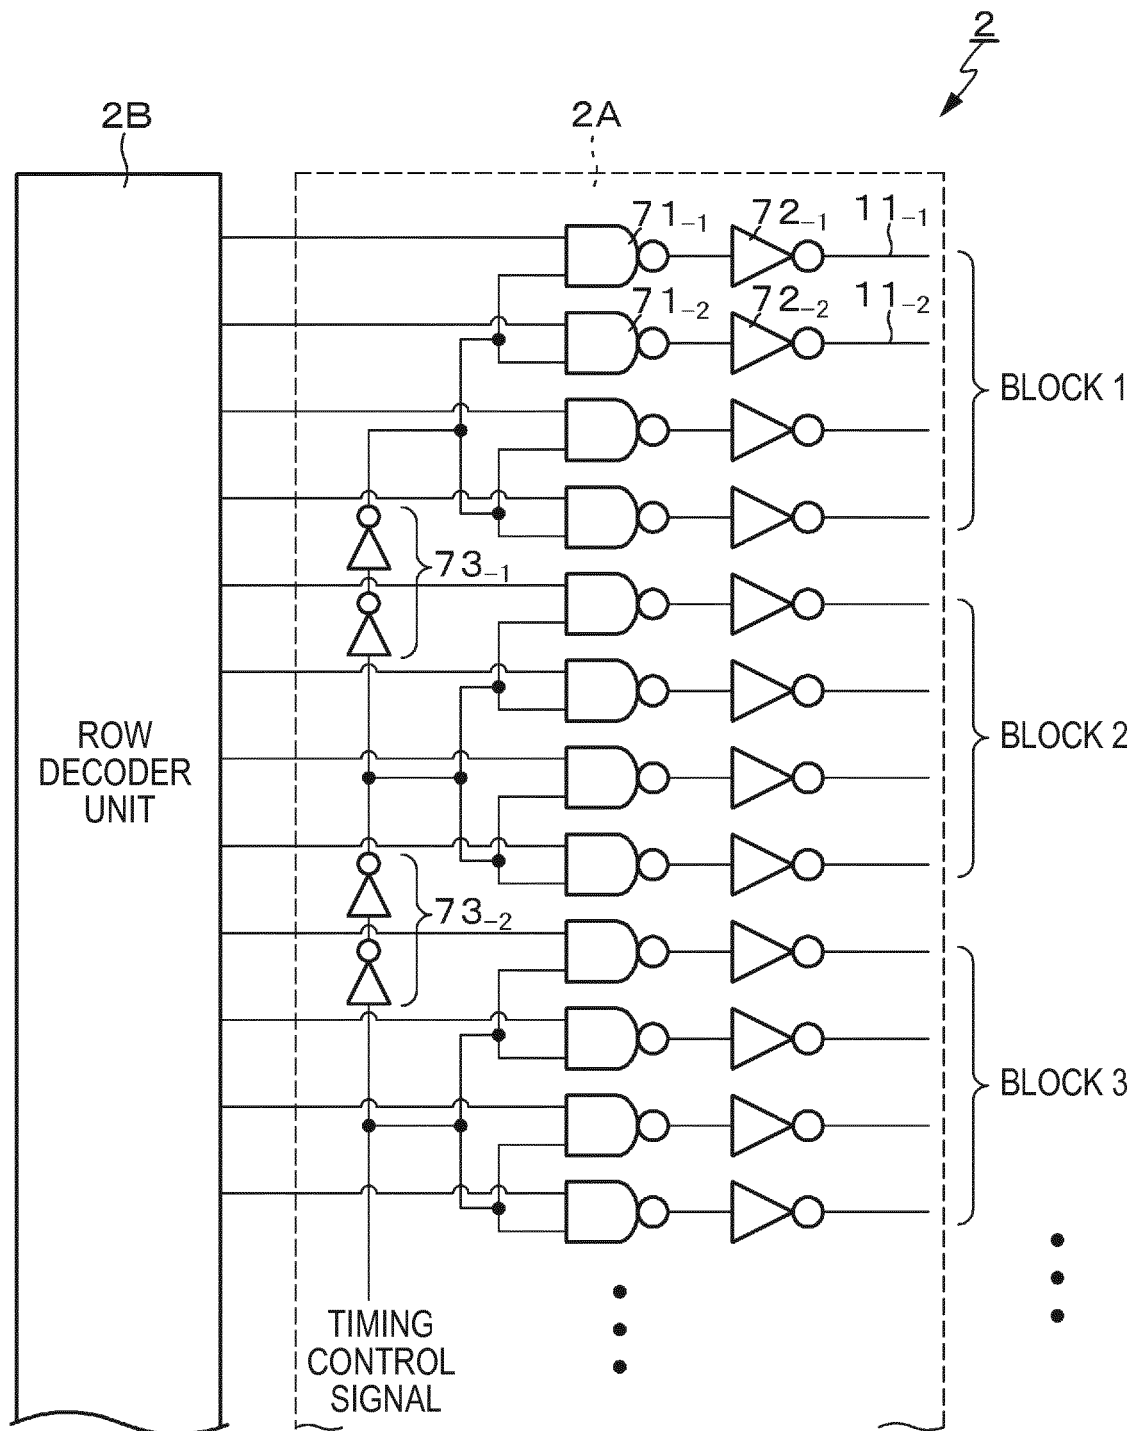 2
2B
2A
71-1
72-1
11-1
71-2
72-2
11-2
BLOCK 1
73-1
ROW
DECODER
UNIT
BLOCK 2
73-2
BLOCK 3
TIMING
CONTROL
SIGNAL